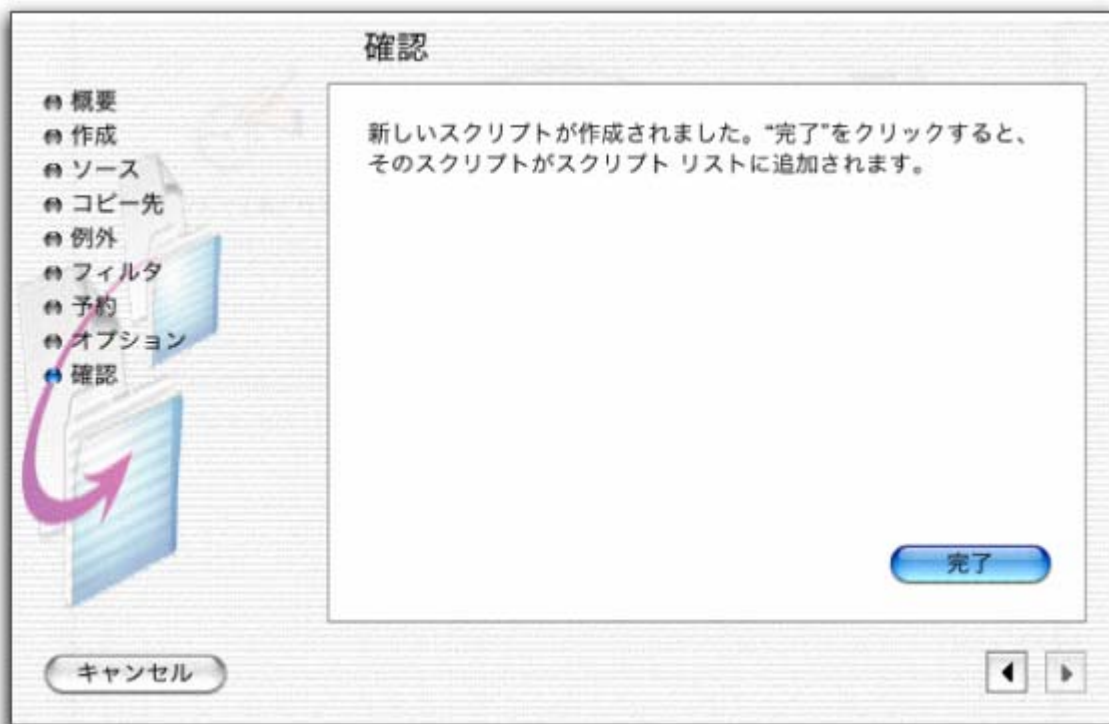 確認
概要
作成
ソース
コピー先
例外
フィルタ
予約
オプション
確認
新しいスクリプトが作成されました。“完了”をクリックすると、
そのスクリプトがスクリプト リストに追加されます。
完了
キャンセル